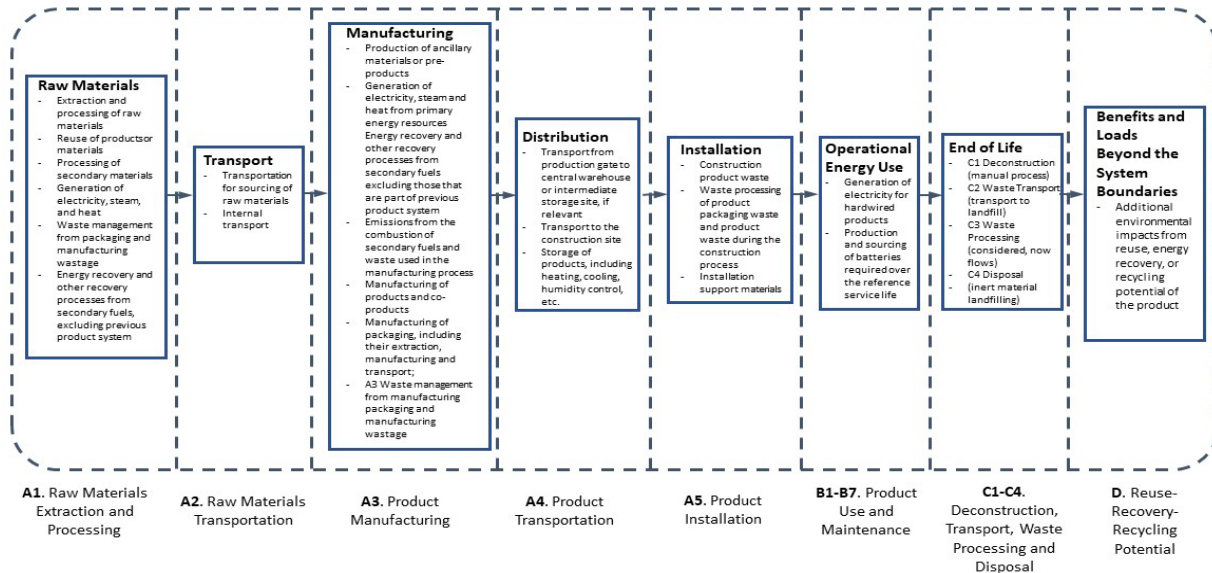 Raw Materials
- Extraction and
processing of raw
materials
- Reuse of productsor
materials
- Processing of
secondary materials
- Generation of
electricity, steam,
and heat
- Waste management
from packaging and
manufacturing
wastage
- Energy recovery and
other recovery
processes from
secondary fuels,
excluding previous
product system
Transport
- Transportation
for sourcing of
raw materials
- Internal
transport
Manufacturing
- Production of ancillary
materials or pre-
products
- Generation of
electricity, steam and
heat from primary
energy resources
Energy recovery and
other recovery
processes from
secondary fuels
excluding those that
are part of previous
product system
- Emissions from the
combustion of
secondary fuels and
waste used in the
manufacturing process
- Manufacturing of
products and co-
products
- Manufacturing of
packaging, including
their extraction,
manufacturing and
transport;
- A3 Waste management
from manufacturing
packaging and
manufacturing
wastage
Distribution
- Transport from
production gate to
central warehouse
or intermediate
storage site, if
relevant
- Transport to the
construction site
- Storage of
products, including
heating, cooling,
humidity control,
etc.
Installation
- Construction
product waste
- Waste processing
of product
packaging waste
and product
waste during the
construction
process
- Installation
support materials
Operational
Energy Use
- Generation of
electricity for
hardwired
products
- Production
and sourcing
of batteries
required over
the reference
service life
End of Life
- C1 Deconstruction
(manual process)
- C2 Waste Transport
(transport to
landfill)
- C3 Waste
Processing
(considered, now
flows)
- C4 Disposal
- (inert material
landfilling)
Benefits and
Loads
Beyond the
System
Boundaries
- Additional
environmental
impacts from
reuse, energy
recovery, or
recycling
potential of
the product
A1. Raw Materials
Extraction and
Processing
A2. Raw Materials
Transportation
A3. Product
Manufacturing
A4. Product
Transportation
A5. Product
Installation
B1-B7. Product
Use and
Maintenance
C1-C4.
Deconstruction,
Transport, Waste
Processing and
Disposal
D. Reuse-
Recovery-
Recycling
Potential